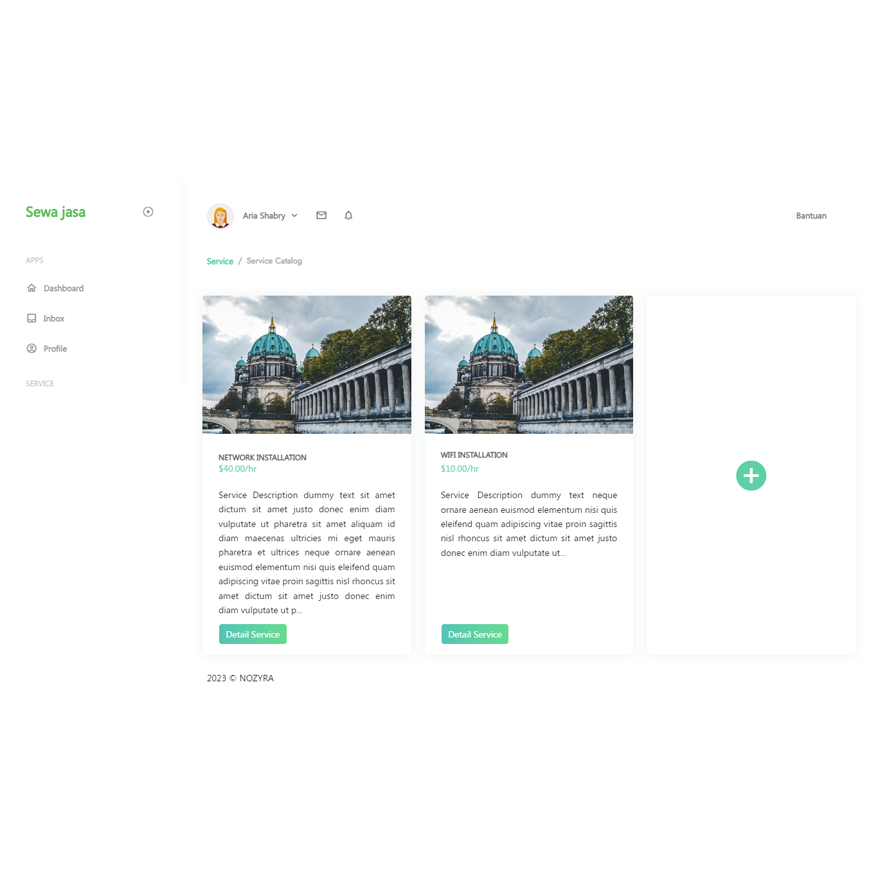 Sewa jasa
Aria Shabry
Bantuan
APPS
Dashboard
Inbox
Profile
SERVICE
Service / Service Catalog
NETWORK INSTALLATION
$40.00/hr
Service Description dummy text sit amet
dictum sit amet justo donec enim diam
vulputate ut pharetra sit amet aliquam id
diam maecenas ultricies mi eget mauris
pharetra et ultrices neque ornare aenean
euismod elementum nisi quis eleifend quam
adipiscing vitae proin sagittis nisl rhoncus sit
amet dictum sit amet justo donec enim
diam vulputate ut p...
Detail Service
WIFI INSTALLATION
$10.00/hr
Service Description dummy text neque
ornare aenean euismod elementum nisi quis
eleifend quam adipiscing vitae proin sagittis
nisl rhoncus sit amet dictum sit amet justo
donec enim diam vulputate ut...
Detail Service
2023 © NOZYRA